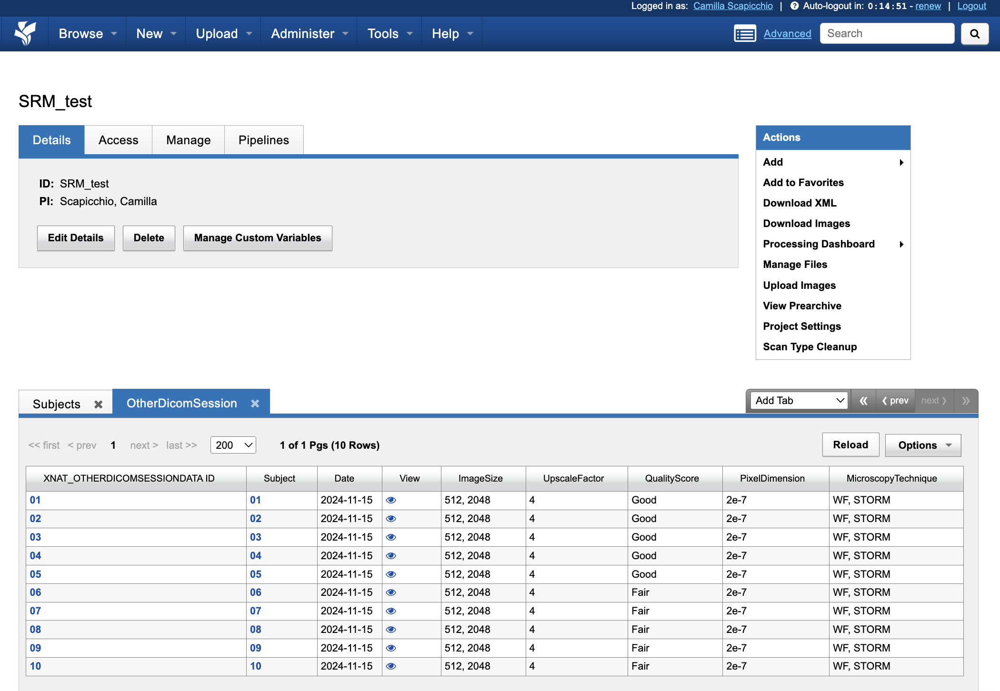 Logged in as: Camilla Scapicchio | ? Auto-logout in: 0:14:51 - renew | Logout
Browse New Upload Administer Tools Help Advanced Search
SRM_test
Details Access Manage Pipelines
ID: SRM_test
PI: Scapicchio, Camilla
Edit Details Delete Manage Custom Variables
Actions
Add
Add to Favorites
Download XML
Download Images
Processing Dashboard
Manage Files
Upload Images
View Prearchive
Project Settings
Scan Type Cleanup
Subjects OtherDicomSession Add Tab « ❮ prev next ❯ »
<< first < prev 1 next > last >> 200 1 of 1 Pgs (10 Rows) Reload Options
XNAT_OTHERDICOMSESSIONDATA ID Subject Date View ImageSize UpscaleFactor QualityScore PixelDimension MicroscopyTechnique
01 01 2024-11-15 512, 2048 4 Good 2e-7 WF, STORM
02 02 2024-11-15 512, 2048 4 Good 2e-7 WF, STORM
03 03 2024-11-15 512, 2048 4 Good 2e-7 WF, STORM
04 04 2024-11-15 512, 2048 4 Good 2e-7 WF, STORM
05 05 2024-11-15 512, 2048 4 Good 2e-7 WF, STORM
06 06 2024-11-15 512, 2048 4 Fair 2e-7 WF, STORM
07 07 2024-11-15 512, 2048 4 Fair 2e-7 WF, STORM
08 08 2024-11-15 512, 2048 4 Fair 2e-7 WF, STORM
09 09 2024-11-15 512, 2048 4 Fair 2e-7 WF, STORM
10 10 2024-11-15 512, 2048 4 Fair 2e-7 WF, STORM